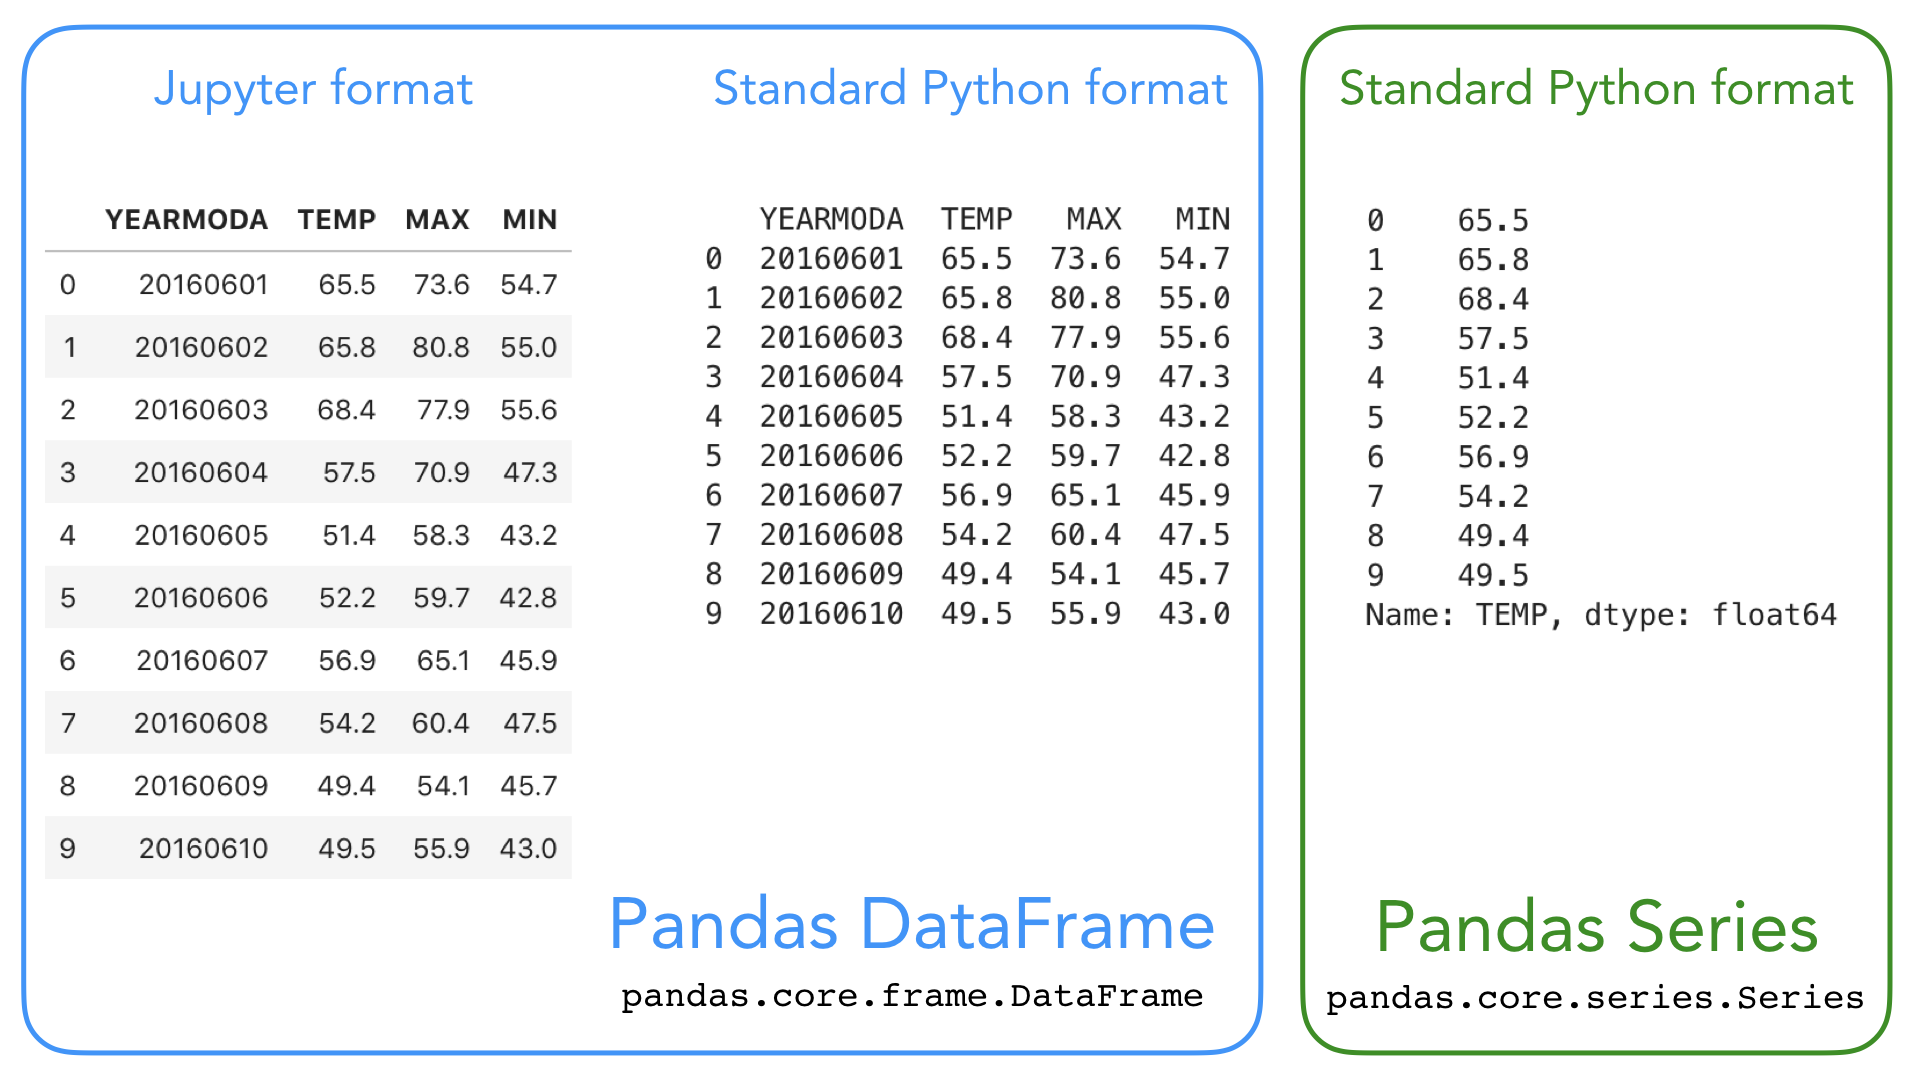 Jupyter format
YEARMODA TEMP MAX MIN
0 20160601 65.5 73.6 54.7
1 20160602 65.8 80.8 55.0
2 20160603 68.4 77.9 55.6
3 20160604 57.5 70.9 47.3
4 20160605 51.4 58.3 43.2
5 20160606 52.2 59.7 42.8
6 20160607 56.9 65.1 45.9
7 20160608 54.2 60.4 47.5
8 20160609 49.4 54.1 45.7
9 20160610 49.5 55.9 43.0
Standard Python format
YEARMODA TEMP MAX MIN
0 20160601 65.5 73.6 54.7
1 20160602 65.8 80.8 55.0
2 20160603 68.4 77.9 55.6
3 20160604 57.5 70.9 47.3
4 20160605 51.4 58.3 43.2
5 20160606 52.2 59.7 42.8
6 20160607 56.9 65.1 45.9
7 20160608 54.2 60.4 47.5
8 20160609 49.4 54.1 45.7
9 20160610 49.5 55.9 43.0
Pandas DataFrame
pandas.core.frame.DataFrame
Standard Python format
0 65.5
1 65.8
2 68.4
3 57.5
4 51.4
5 52.2
6 56.9
7 54.2
8 49.4
9 49.5
Name: TEMP, dtype: float64
Pandas Series
pandas.core.series.Series